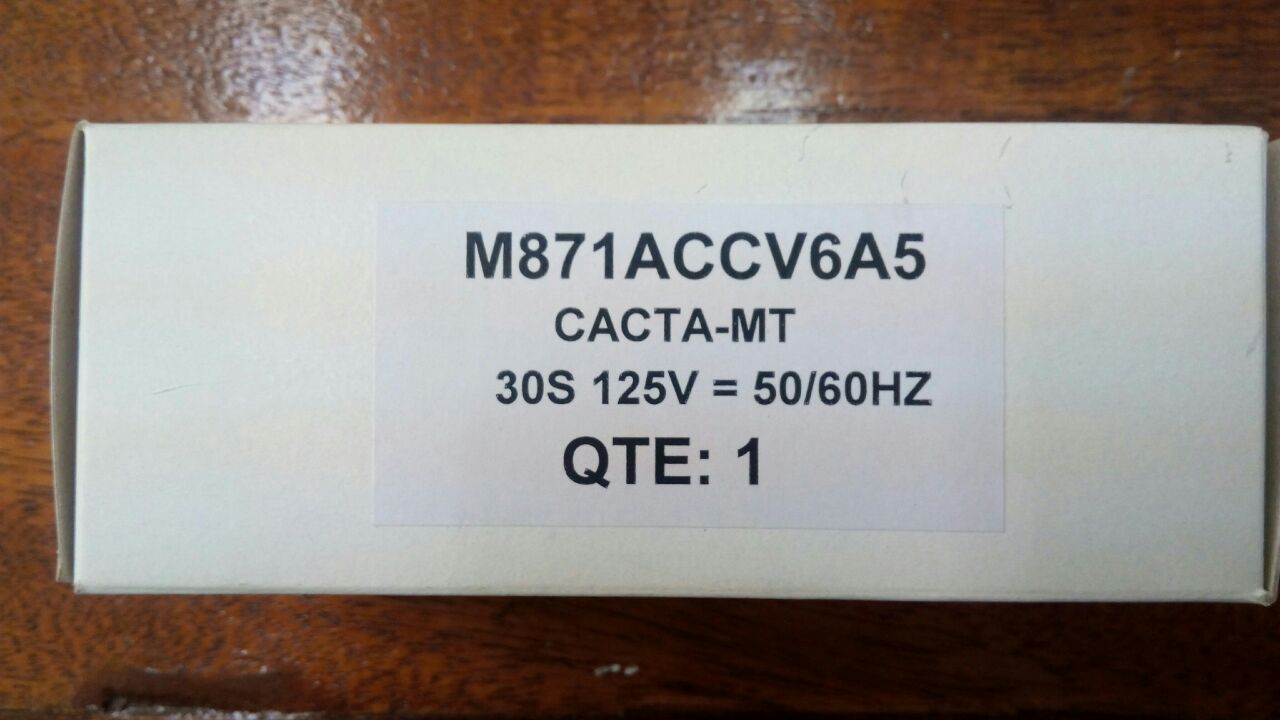 M871ACCV6A5
CACTA-MT
30S 125V = 50/60HZ
QTE: 1